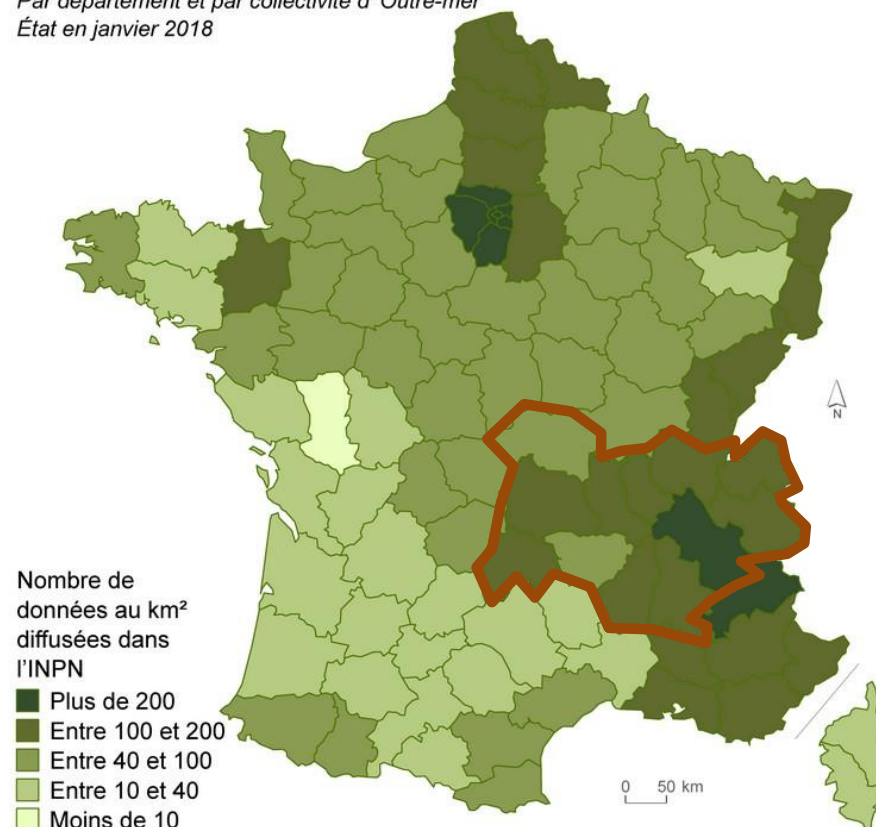 Par département et par collectivité d'Outre-mer
État en janvier 2018
N
Nombre de
données au km²
diffusées dans
l'INPN
Plus de 200
Entre 100 et 200
Entre 40 et 100
Entre 10 et 40
Moins de 10
0 50 km